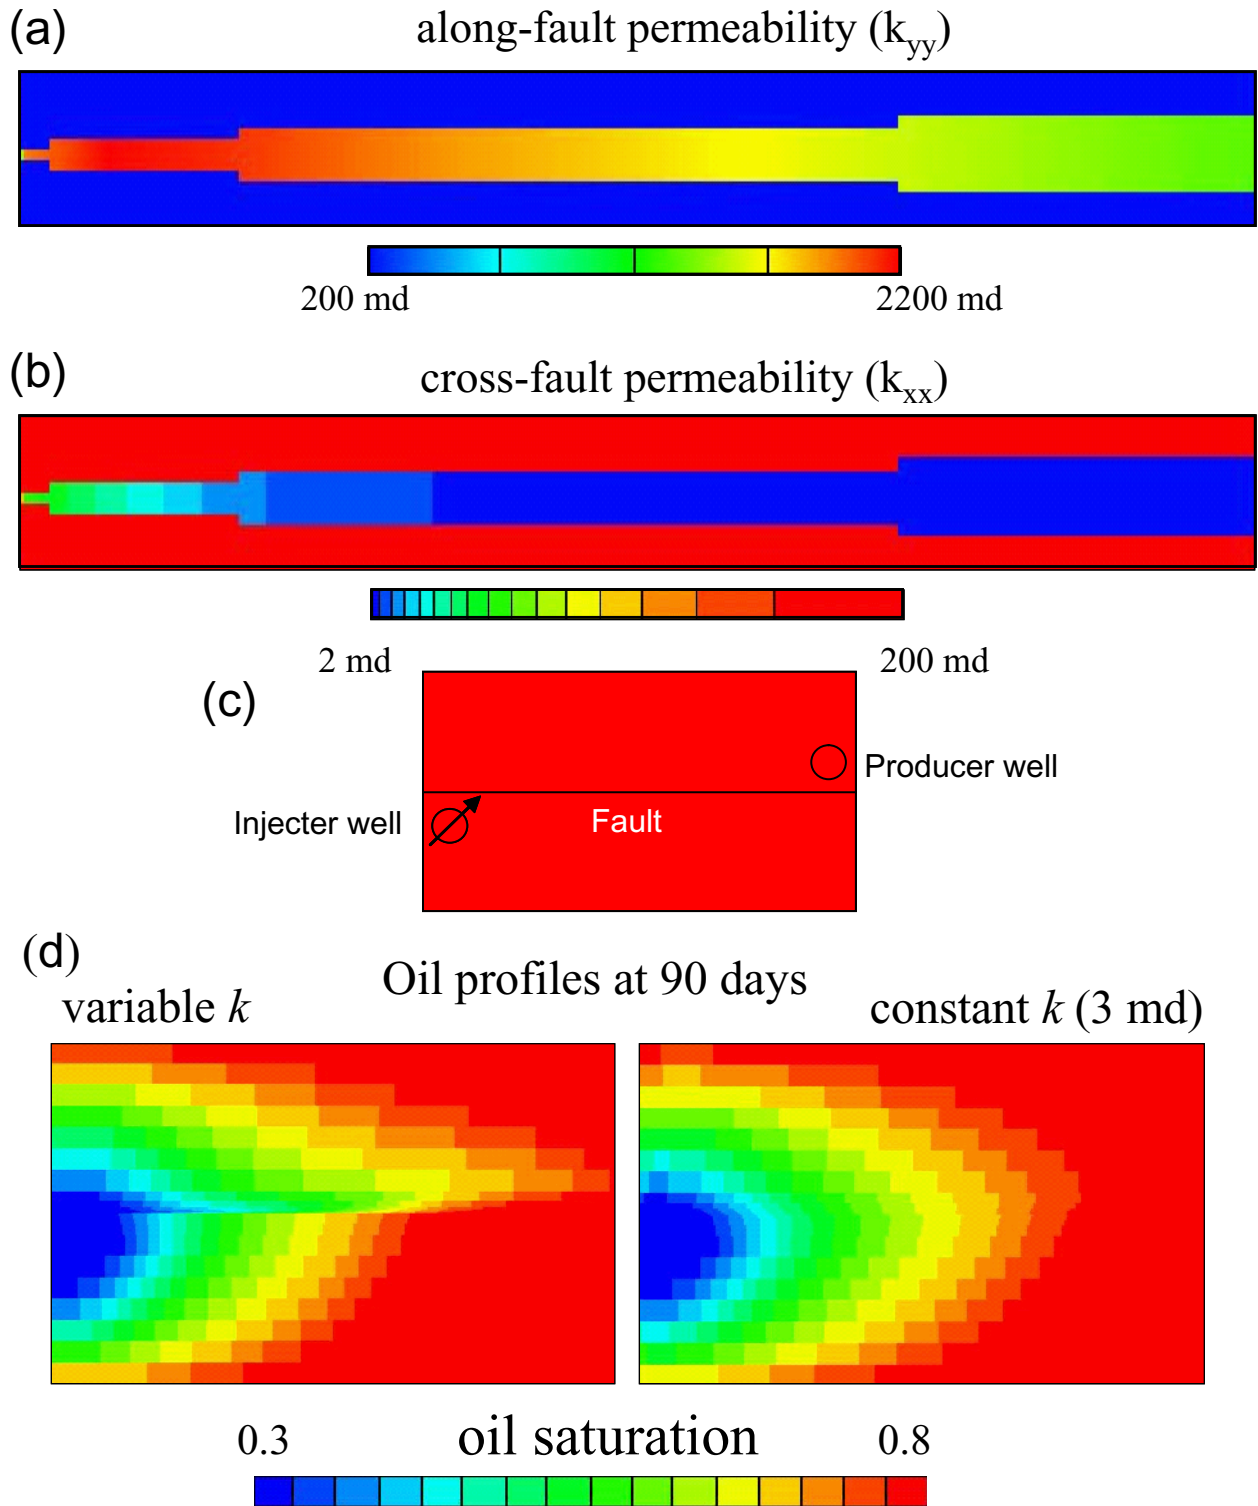 (a)
along-fault permeability (kyy)
200 md
2200 md
(b)
cross-fault permeability (kxx)
2 md
200 md
(c)
Producer well
Injecter well
Fault
(d)
Oil profiles at 90 days
variable k
constant k (3 md)
0.3
oil saturation
0.8